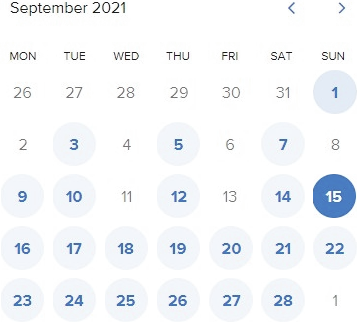 September 2021
MON TUE WED THU FRI SAT SUN
26 27 28 29 30 31 1
2 3 4 5 6 7 8
9 10 11 12 13 14 15
16 17 18 19 20 21 22
23 24 25 26 27 28 1